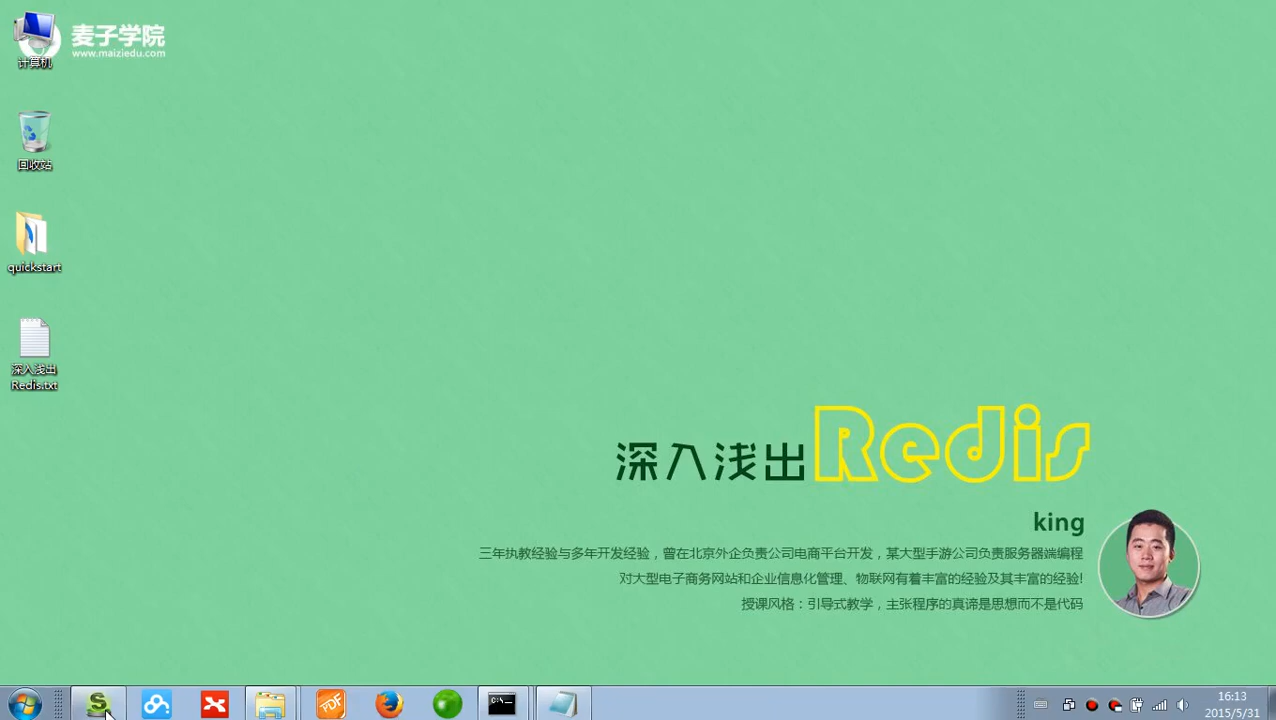 麦子学院
www.maiziedu.com
计算机
回收站
quickstart
深入浅出
Redis.txt
深入浅出Redis
king
三年执教经验与多年开发经验，曾在北京外企负责公司电商平台开发，某大型手游公司负责服务器端编程
对大型电子商务网站和企业信息化管理、物联网有着丰富的经验及其丰富的经验!
授课风格：引导式教学，主张程序的真谛是思想而不是代码
S
PDF
C:\
16:13
2015/5/31